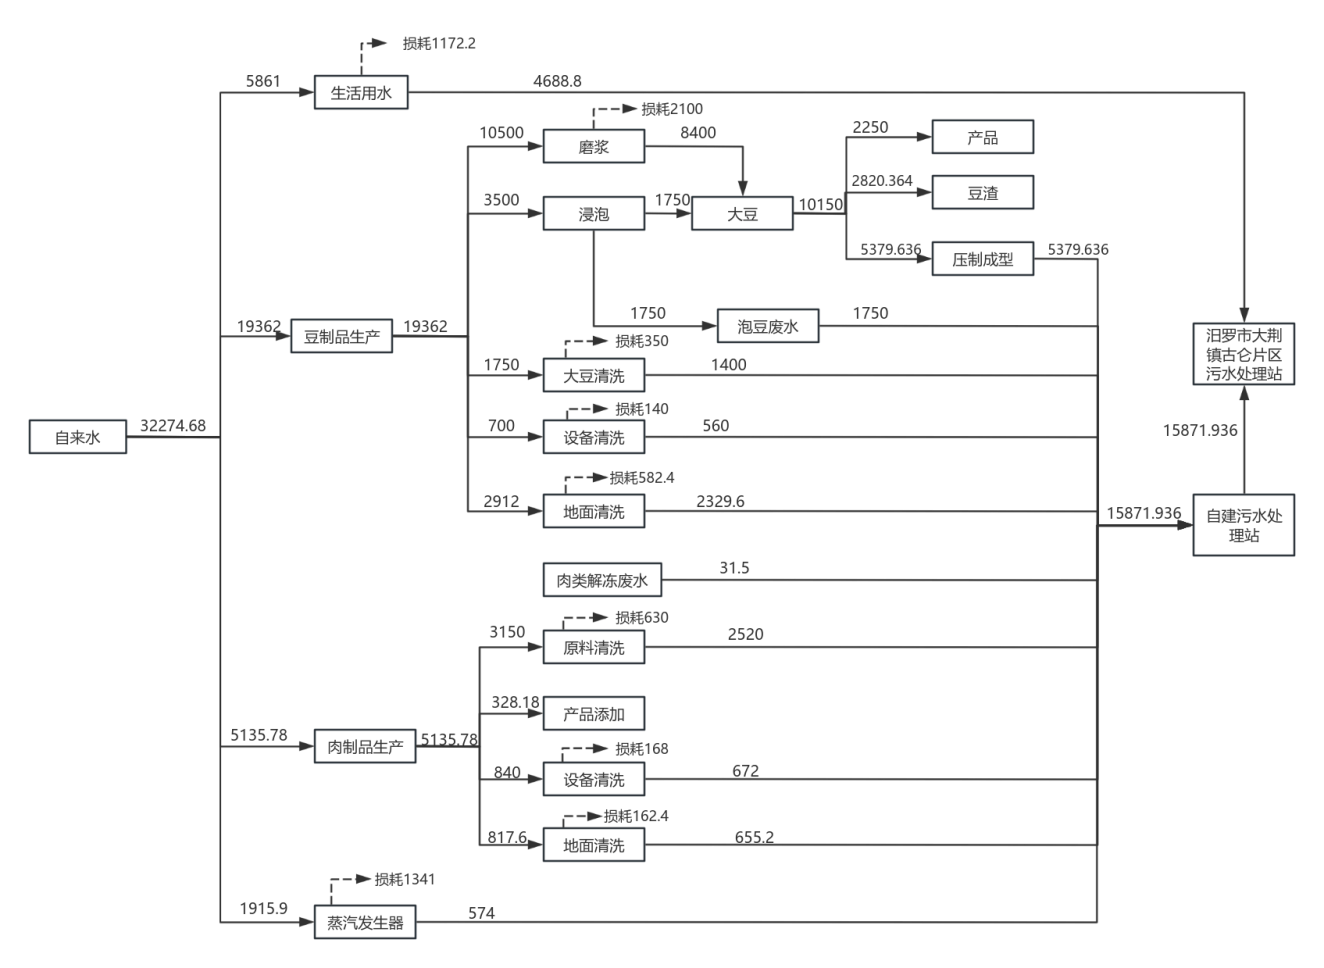 损耗1172.2
5861
生活用水
4688.8
损耗2100
10500
磨浆
8400
2250
产品
3500
浸泡
1750
大豆
10150
2820.364
豆渣
5379.636
压制成型
5379.636
19362
豆制品生产
19362
1750
泡豆废水
1750
汨罗市大荆
镇古仑片区
污水处理站
损耗350
1750
大豆清洗
1400
损耗140
700
设备清洗
560
自来水
32274.68
15871.936
损耗582.4
2912
地面清洗
2329.6
15871.936
自建污水处
理站
肉类解冻废水
31.5
损耗630
3150
原料清洗
2520
328.18
产品添加
5135.78
肉制品生产
5135.78
损耗168
840
设备清洗
672
损耗162.4
817.6
地面清洗
655.2
损耗1341
1915.9
蒸汽发生器
574